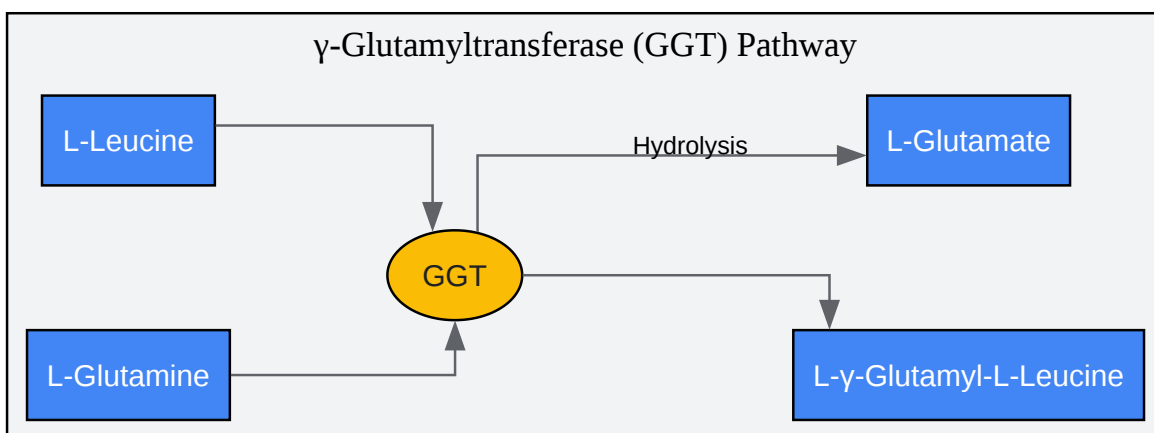 γ-Glutamyltransferase (GGT) Pathway
L-Leucine
Hydrolysis
L-Glutamate
GGT
L-Glutamine
L-γ-Glutamyl-L-Leucine